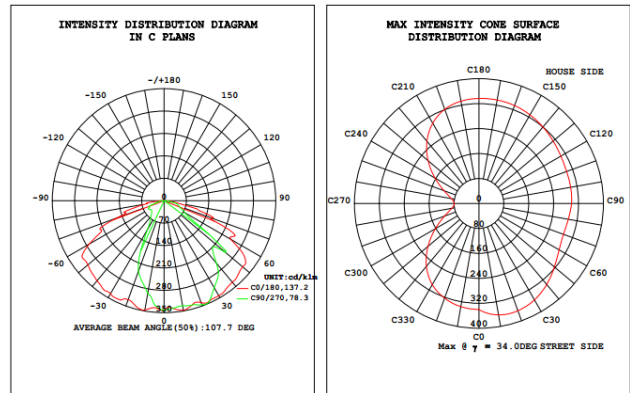 INTENSITY DISTRIBUTION DIAGRAM
IN C PLANS
-/+180
-150
150
-120
120
-90
90
-60
60
-30
30
0
0
70
140
210
280
350
UNIT:cd/klm
C0/180,137.2
C90/270,78.3
AVERAGE BEAM ANGLE(50%):107.7 DEG
MAX INTENSITY CONE SURFACE
DISTRIBUTION DIAGRAM
C180
HOUSE SIDE
C210
C150
C240
C120
C270
C90
C300
C60
C330
C30
C0
0
80
160
240
320
400
Max @ γ = 34.0DEG STREET SIDE